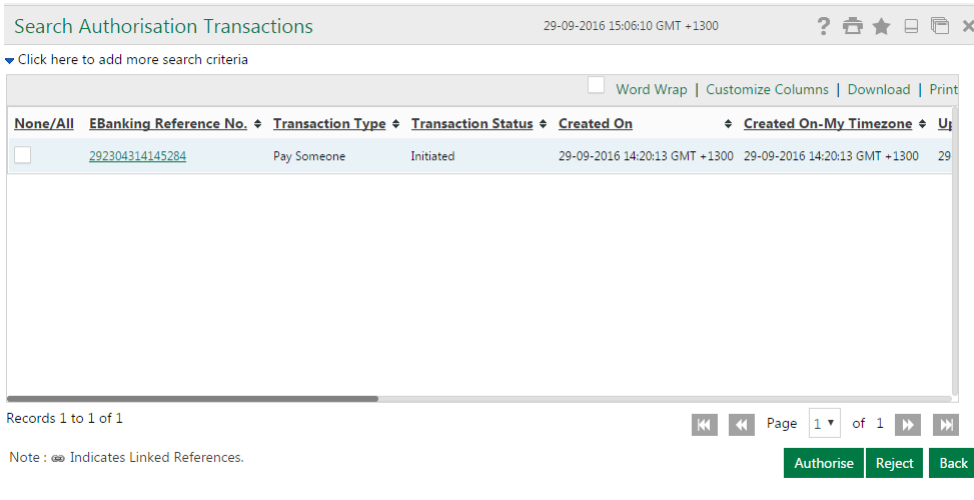 Search Authorisation Transactions 29-09-2016 15:06:10 GMT +1300
Click here to add more search criteria
Word Wrap | Customize Columns | Download | Print
None/All EBanking Reference No. Transaction Type Transaction Status Created On Created On-My Timezone
292304314145284 Pay Someone Initiated 29-09-2016 14:20:13 GMT +1300 29-09-2016 14:20:13 GMT +1300 29
Records 1 to 1 of 1 Page 1 of 1
Note : Indicates Linked References.
Authorise Reject Back